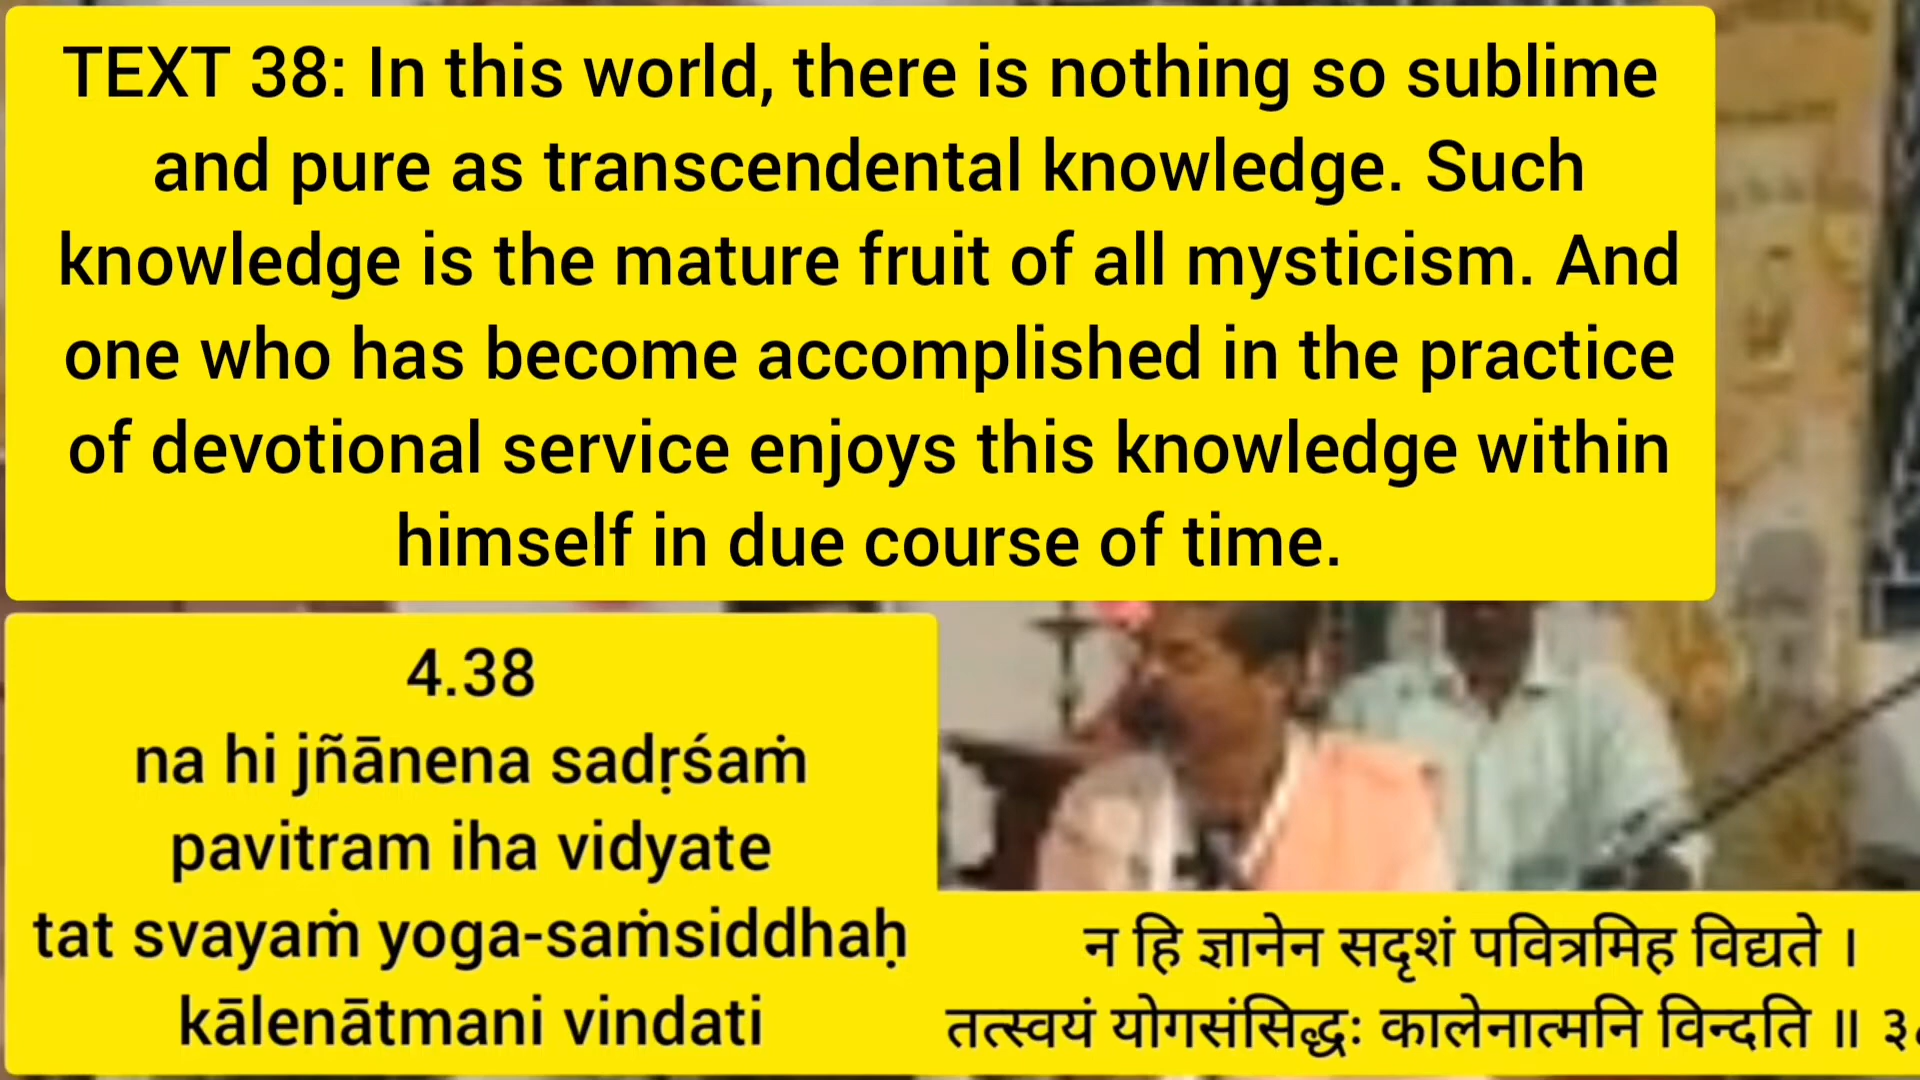 TEXT 38: In this world, there is nothing so sublime
and pure as transcendental knowledge. Such
knowledge is the mature fruit of all mysticism. And
one who has become accomplished in the practice
of devotional service enjoys this knowledge within
himself in due course of time.
4.38
na hi jñānena sadṛśaṁ
pavitram iha vidyate
tat svayaṁ yoga-saṁsiddhaḥ
kālenātmani vindati
न हि ज्ञानेन सदृशं पवित्रमिह विद्यते ।
तत्स्वयं योगसंसिद्धः कालेनात्मनि विन्दति ॥ ३